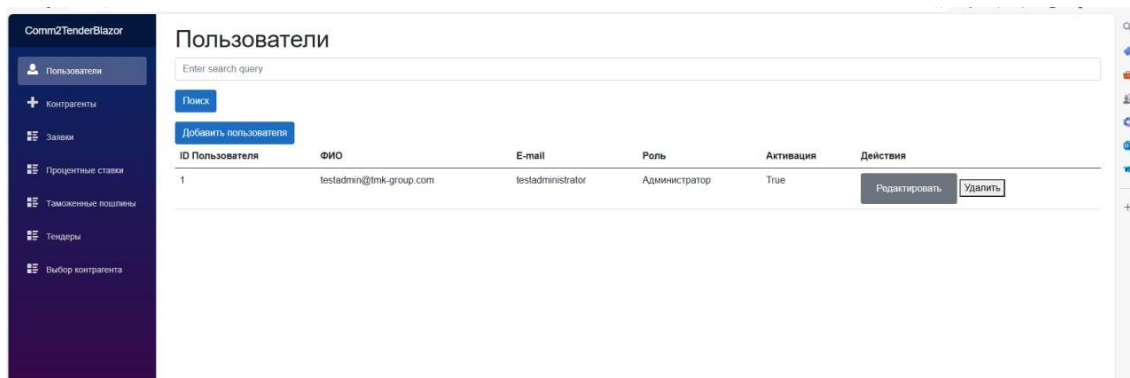 Comm2TenderBlazor
Пользователи
Контрагенты
Заявки
Процентные ставки
Таможенные пошлины
Тендеры
Выбор контрагента
Пользователи
Enter search query
Поиск
Добавить пользователя
ID Пользователя ФИО E-mail Роль Активация Действия
1 testadmin@tmk-group.com testadministrator Администратор True Редактировать Удалить